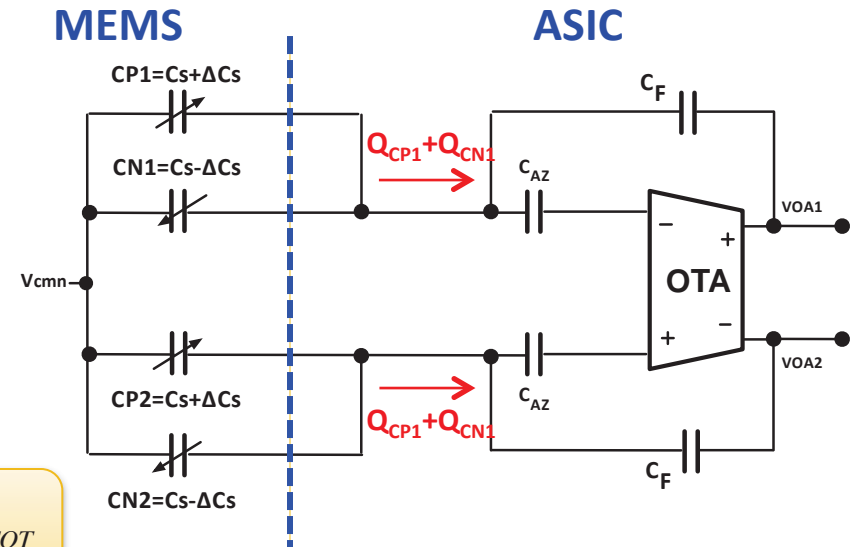 MEMS
ASIC
CP1=Cs+ΔCs
CF
QCP1+QCN1
CN1=Cs-ΔCs
CAZ
VOA1
−
+
OTA
Vcmn
+
−
VOA2
CP2=Cs+ΔCs
CAZ
QCP1+QCN1
CF
CN2=Cs-ΔCs
OT